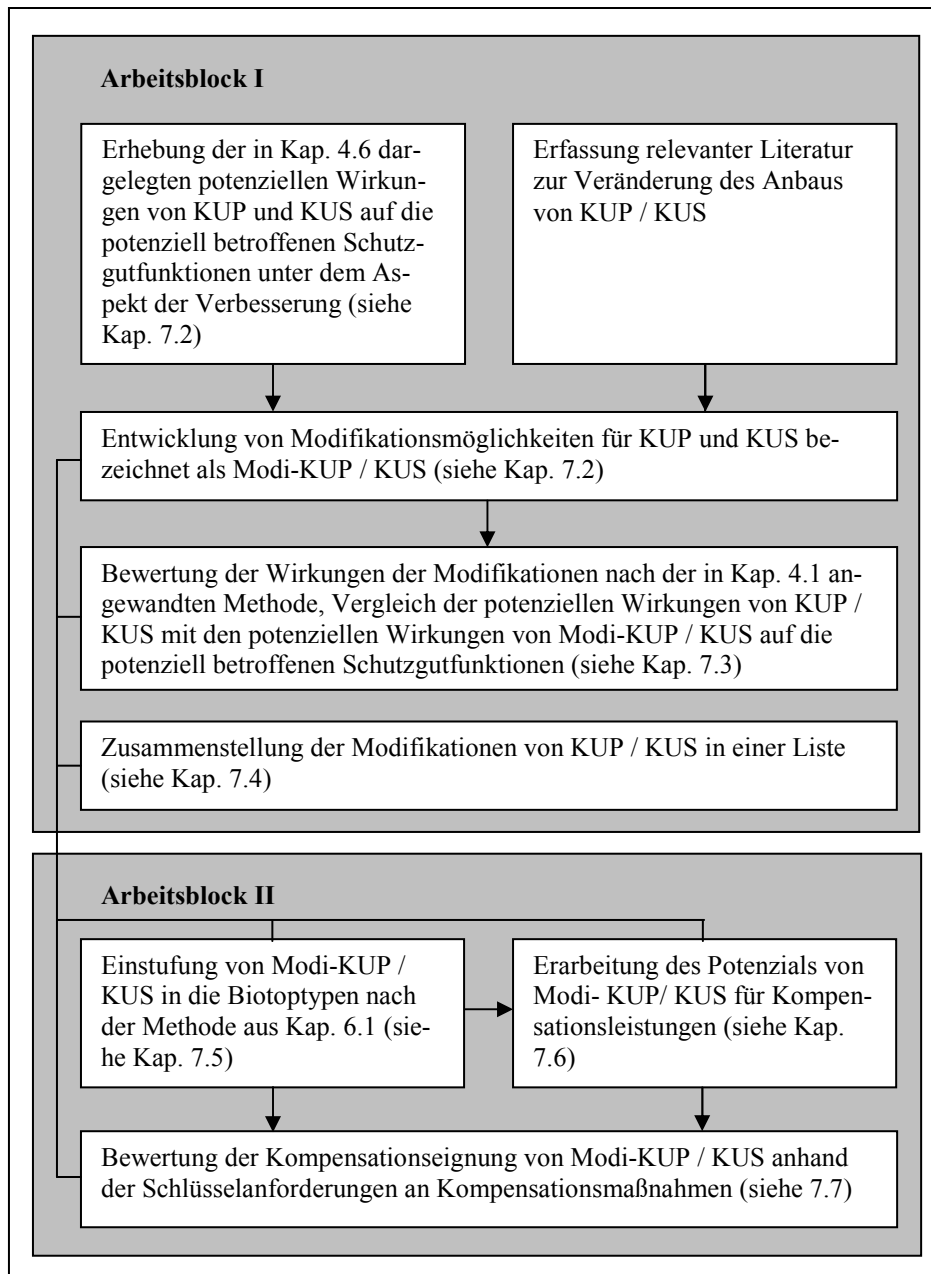 Arbeitsblock I
Erhebung der in Kap. 4.6 dar-
gelegten potenziellen Wirkun-
gen von KUP und KUS auf die
potenziell betroffenen Schutz-
gutfunktionen unter dem As-
pekt der Verbesserung (siehe
Kap. 7.2)
Erfassung relevanter Literatur
zur Veränderung des Anbaus
von KUP / KUS
Entwicklung von Modifikationsmöglichkeiten für KUP und KUS be-
zeichnet als Modi-KUP / KUS (siehe Kap. 7.2)
Bewertung der Wirkungen der Modifikationen nach der in Kap. 4.1 an-
gewandten Methode, Vergleich der potenziellen Wirkungen von KUP /
KUS mit den potenziellen Wirkungen von Modi-KUP / KUS auf die
potenziell betroffenen Schutzgutfunktionen (siehe Kap. 7.3)
Zusammenstellung der Modifikationen von KUP / KUS in einer Liste
(siehe Kap. 7.4)
Arbeitsblock II
Einstufung von Modi-KUP /
KUS in die Biotoptypen nach
der Methode aus Kap. 6.1 (sie-
he Kap. 7.5)
Erarbeitung des Potenzials von
Modi- KUP/ KUS für Kompen-
sationsleistungen (siehe Kap.
7.6)
Bewertung der Kompensationseignung von Modi-KUP / KUS anhand
der Schlüsselanforderungen an Kompensationsmaßnahmen (siehe 7.7)